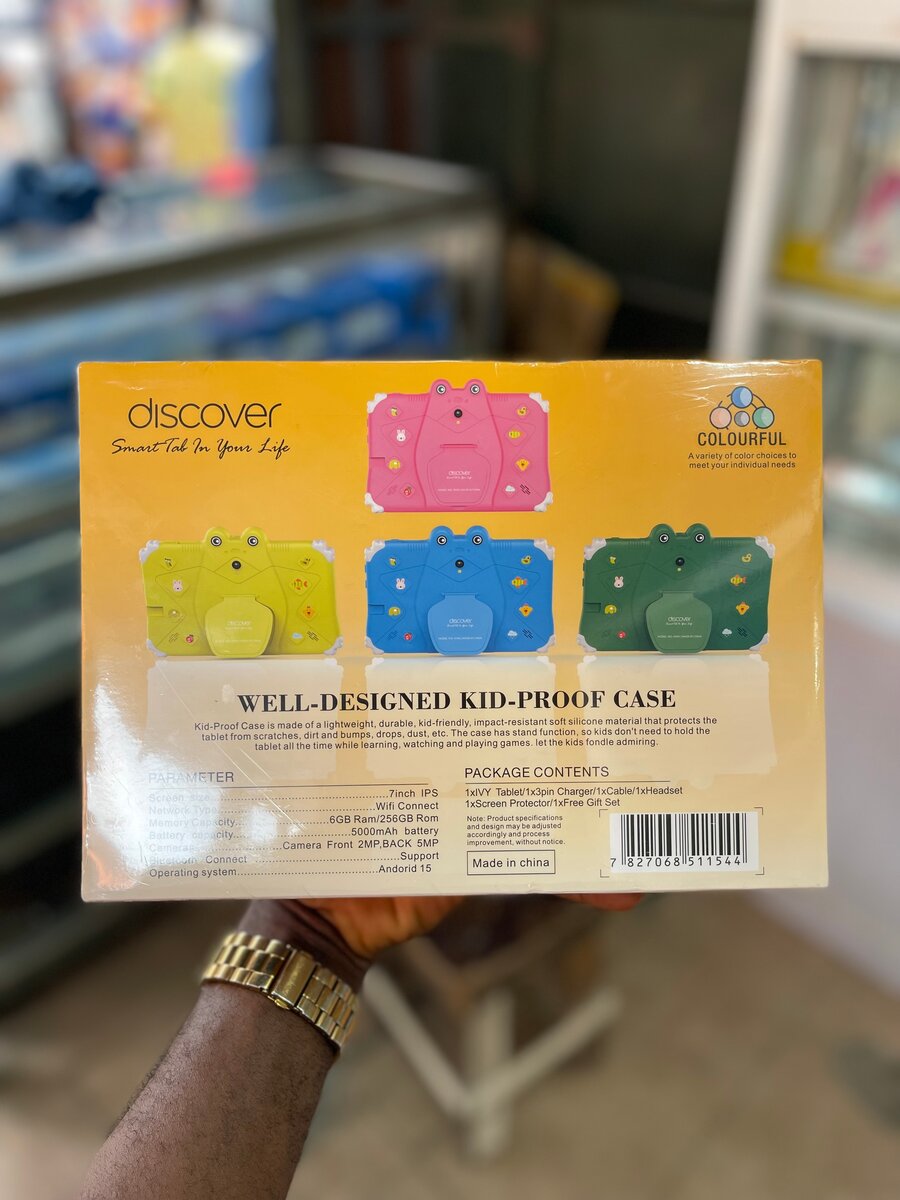 discover
Smart Tab In Your Life
COLOURFUL
A variety of color choices to
meet your individual needs
discover
discover
discover
discover
WELL-DESIGNED KID-PROOF CASE
Kid-Proof Case is made of a lightweight, durable, kid-friendly, impact-resistant soft silicone material that protects the
tablet from scratches, dirt and bumps, drops, dust, etc. The case has stand function, so kids don't need to hold the
tablet all the time while learning, watching and playing games. let the kids fondle admiring.
PARAMETER
Screen size........7inch IPS
Network Type........Wifi Connect
Memory Capacity........6GB Ram/256GB Rom
Battery capacity........5000mAh battery
Camera........Camera Front 2MP,BACK 5MP
Connect........Support
Operating system........Andorid 15
PACKAGE CONTENTS
1xIVY Tablet/1x3pin Charger/1xCable/1xHeadset
1xScreen Protector/1xFree Gift Set
Note: Product specifications
and design may be adjusted
accordingly and process
improvement, without notice.
Made in china
7 827068 511544